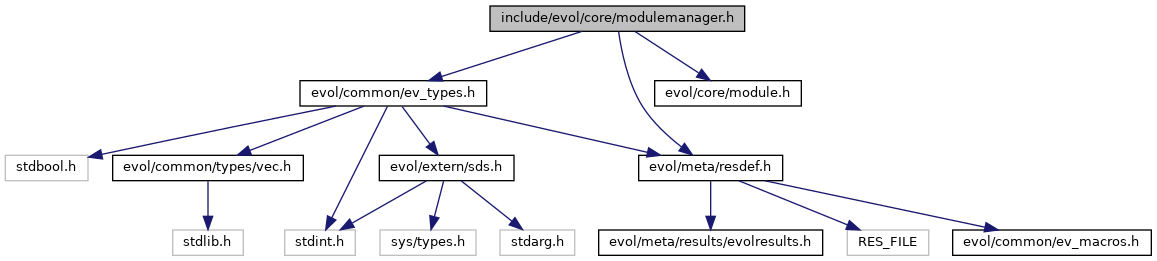 include/evol/core/modulemanager.h
evol/common/ev_types.h
evol/core/module.h
stdbool.h
evol/common/types/vec.h
evol/extern/sds.h
evol/meta/resdef.h
stdlib.h
stdint.h
sys/types.h
stdarg.h
evol/meta/results/evolresults.h
RES_FILE
evol/common/ev_macros.h